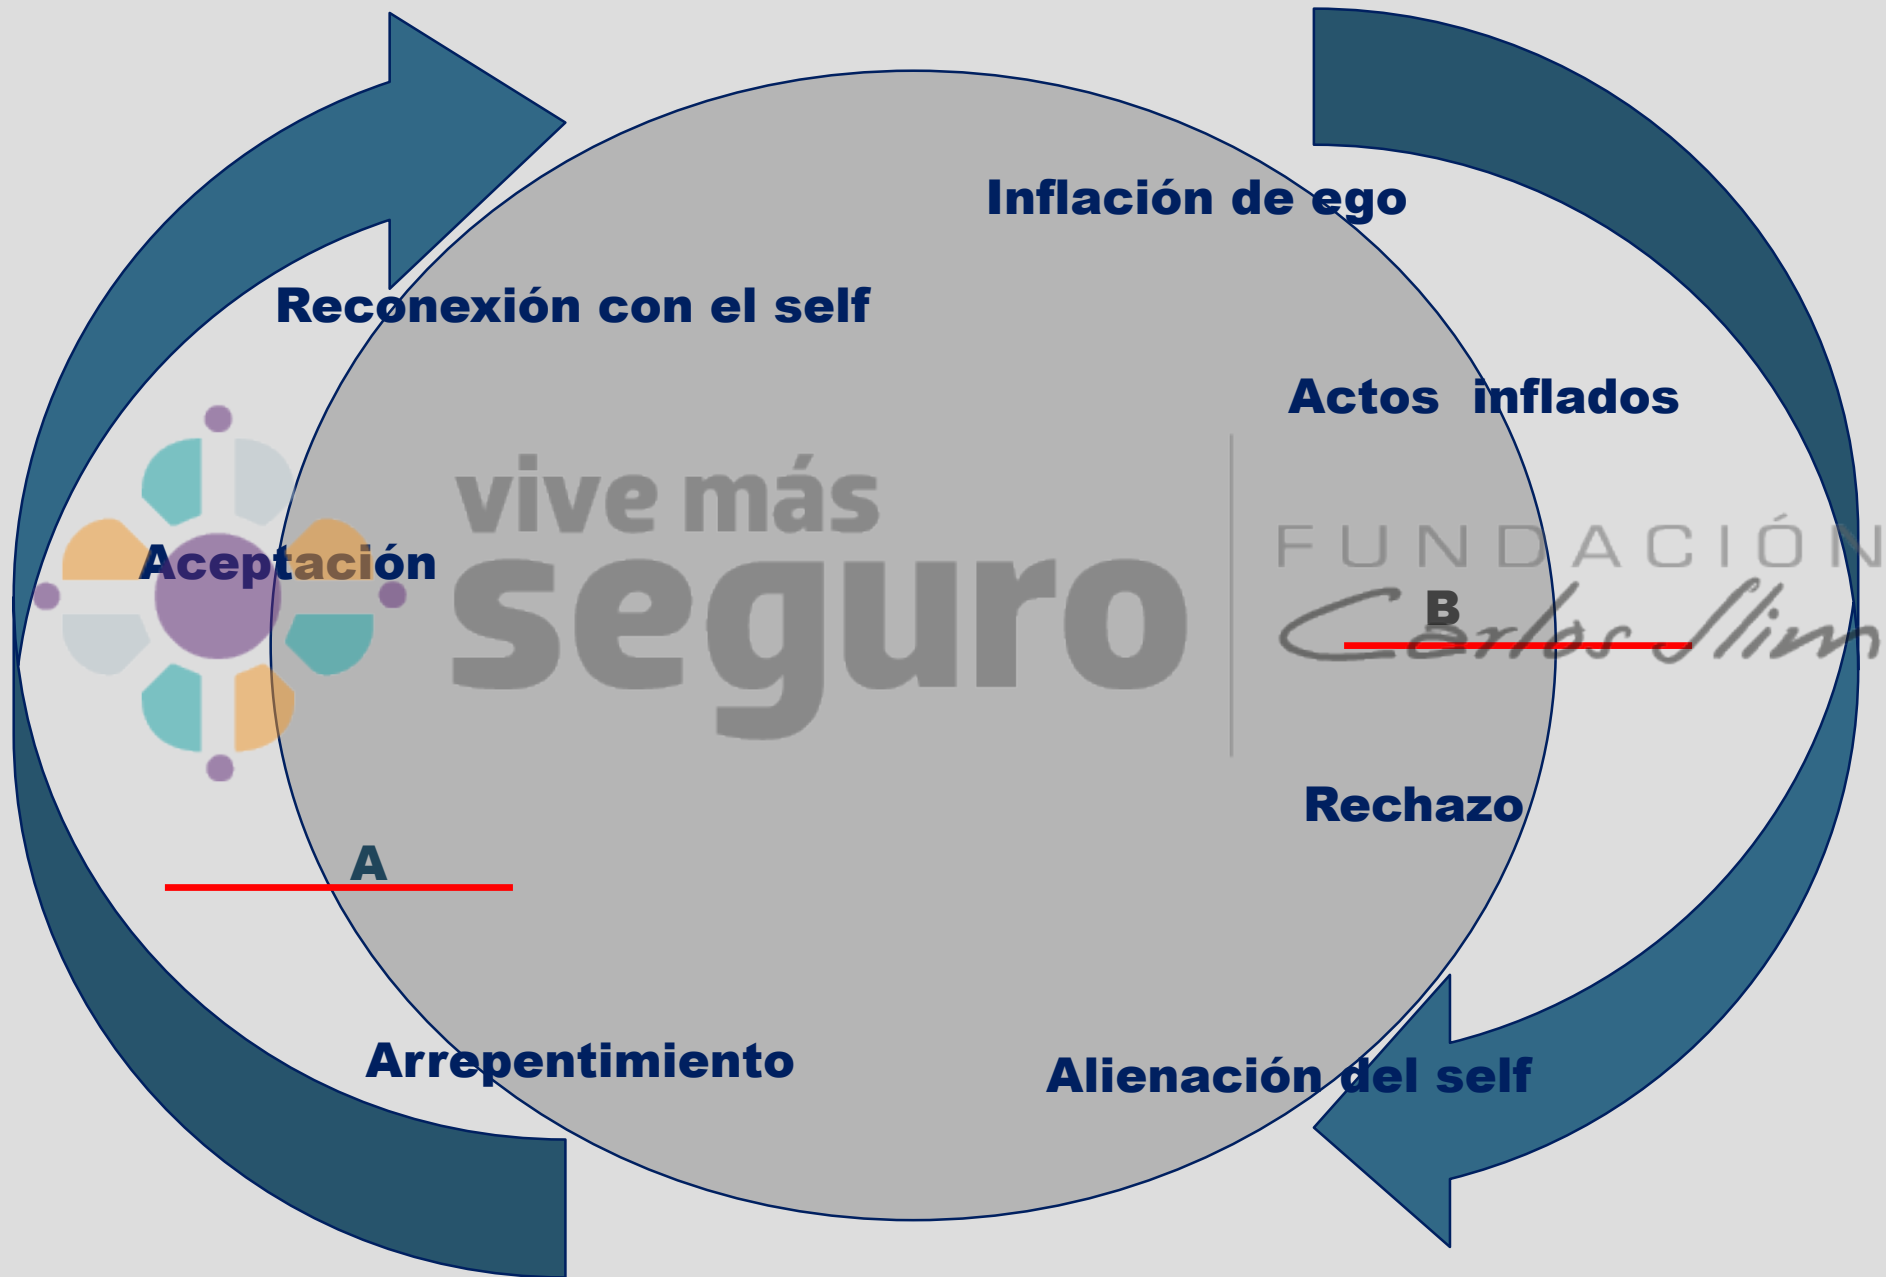 Inflación de ego
Reconexión con el self
Actos inflados
vive más
seguro
FUNDACIÓN
Carlos Slim
Aceptación
B
Rechazo
A
Arrepentimiento
Alienación del self